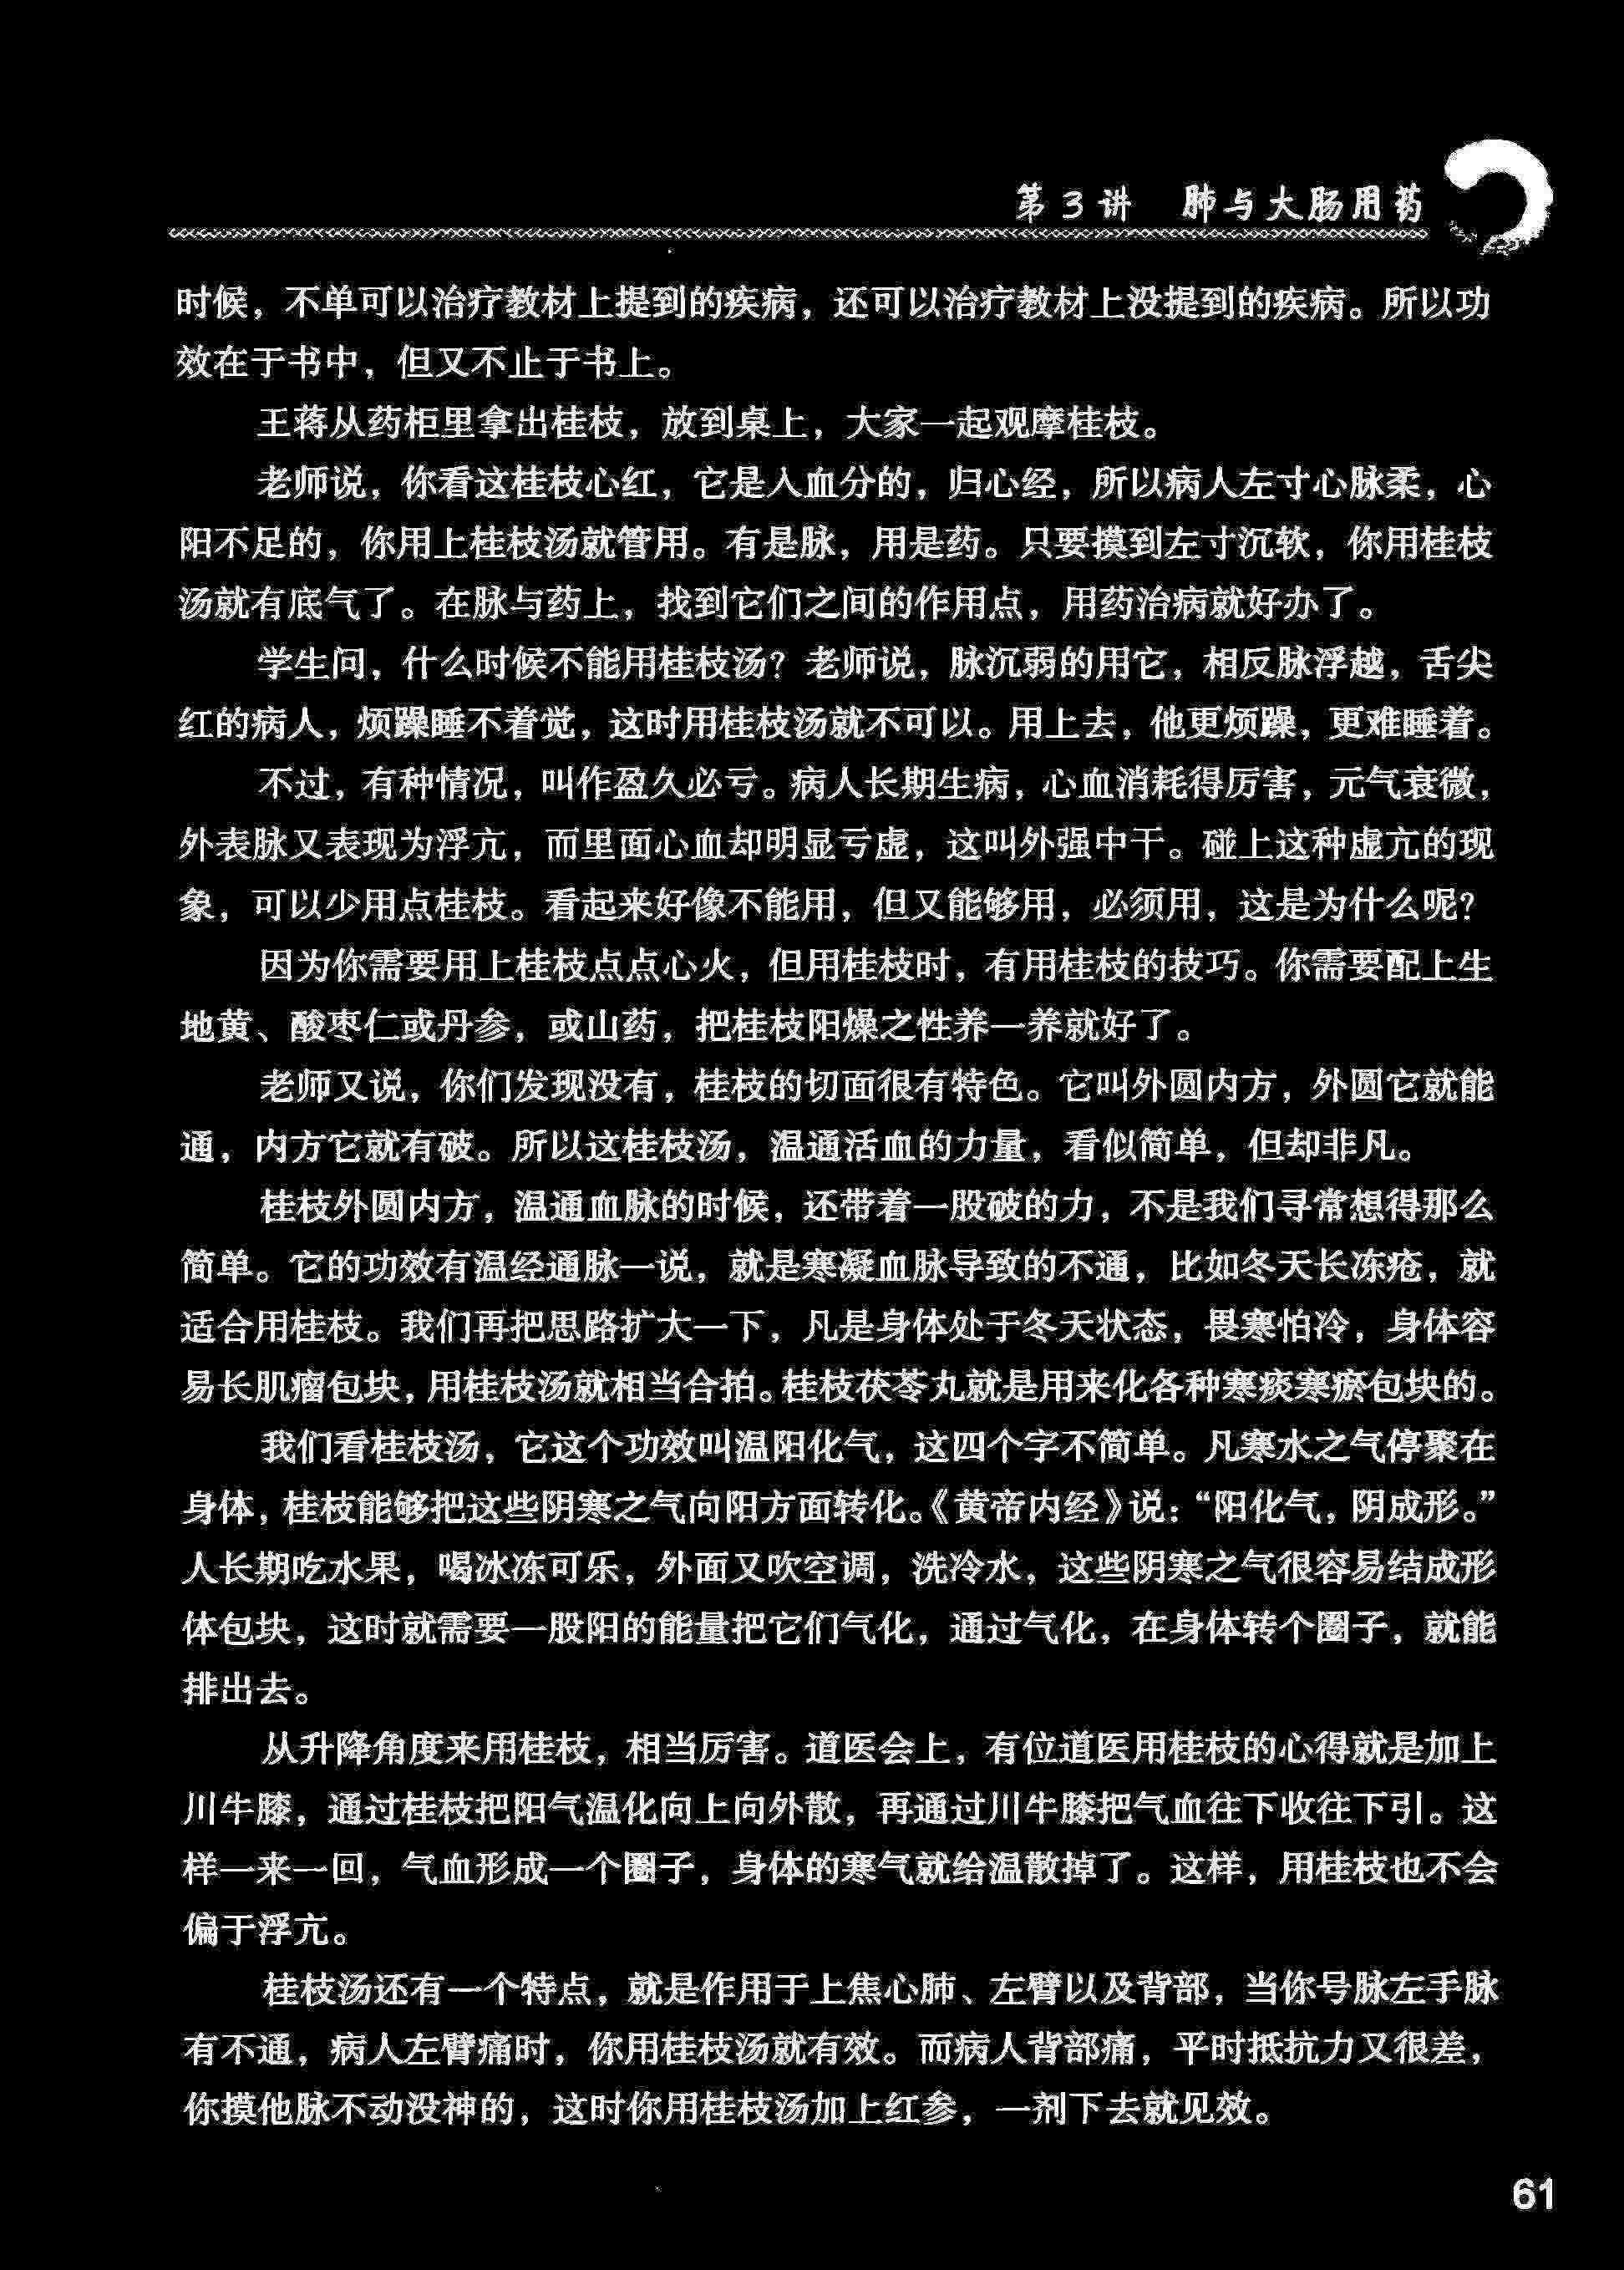 第3讲 肺与大肠用药
时候，不单可以治疗教材上提到的疾病，还可以治疗教材上没提到的疾病。所以功
效在于书中，但又不止于书上。
王蒋从药柜里拿出桂枝，放到桌上，大家一起观摩桂枝。
老师说，你看这桂枝心红，它是入血分的，归心经，所以病人左寸心脉柔，心
阳不足的，你用上桂枝汤就管用。有是脉，用是药。只要摸到左寸沉软，你用桂枝
汤就有底气了。在脉与药上，找到它们之间的作用点，用药治病就好办了。
学生问，什么时候不能用桂枝汤？老师说，脉沉弱的用它，相反脉浮越，舌尖
红的病人，烦躁睡不着觉，这时用桂枝汤就不可以。用上去，他更烦躁，更难睡着。
不过，有种情况，叫作盈久必亏。病人长期生病，心血消耗得厉害，元气衰微，
外表脉又表现为浮亢，而里面心血却明显亏虚，这叫外强中干。碰上这种虚亢的现
象，可以少用点桂枝。看起来好像不能用，但又能够用，必须用，这是为什么呢？
因为你需要用上桂枝点点心火，但用桂枝时，有用桂枝的技巧。你需要配上生
地黄、酸枣仁或丹参，或山药，把桂枝阳燥之性养一养就好了。
老师又说，你们发现没有，桂枝的切面很有特色。它叫外圆内方，外圆它就能
通，内方它就有破。所以这桂枝汤，温通活血的力量，看似简单，但却非凡。
桂枝外圆内方，温通血脉的时候，还带着一股破的力，不是我们寻常想得那么
简单。它的功效有温经通脉一说，就是寒凝血脉导致的不通，比如冬天长冻疮，就
适合用桂枝。我们再把思路扩大一下，凡是身体处于冬天状态，畏寒怕冷，身体容
易长肌瘤包块，用桂枝汤就相当合拍。桂枝茯苓丸就是用来化各种寒痰寒瘀包块的。
我们看桂枝汤，它这个功效叫温阳化气，这四个字不简单。凡寒水之气停聚在
身体，桂枝能够把这些阴寒之气向阳方面转化。《黄帝内经》说：“阳化气，阴成形。”
人长期吃水果，喝冰冻可乐，外面又吹空调，洗冷水，这些阴寒之气很容易结成形
体包块，这时就需要一股阳的能量把它们气化，通过气化，在身体转个圈子，就能
排出去。
从升降角度来用桂枝，相当厉害。道医会上，有位道医用桂枝的心得就是加上
川牛膝，通过桂枝把阳气温化向上向外散，再通过川牛膝把气血往下收往下引。这
样一来一回，气血形成一个圈子，身体的寒气就给温散掉了。这样，用桂枝也不会
偏于浮亢。
桂枝汤还有一个特点，就是作用于上焦心肺、左臂以及背部，当你号脉左手脉
有不通，病人左臂痛时，你用桂枝汤就有效。而病人背部痛，平时抵抗力又很差，
你摸他脉不动没神的，这时你用桂枝汤加上红参，一剂下去就见效。
61